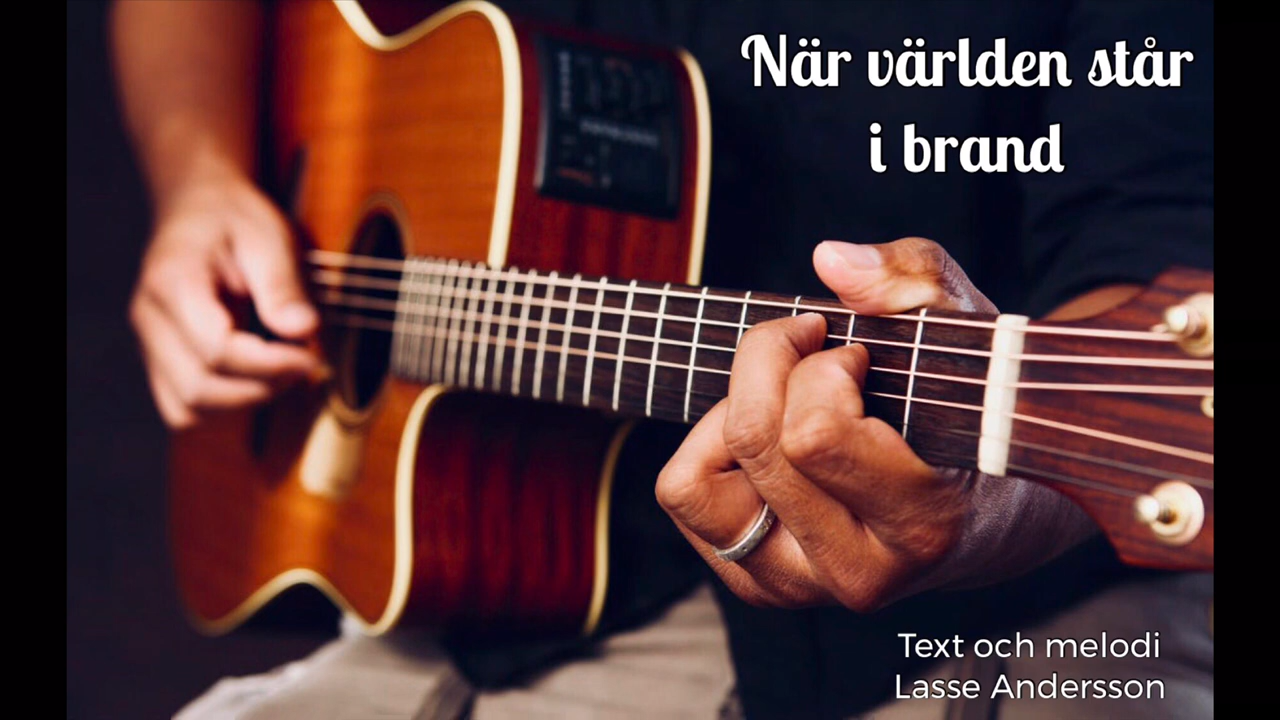 När världen står
i brand
Text och melodi
Lasse Andersson